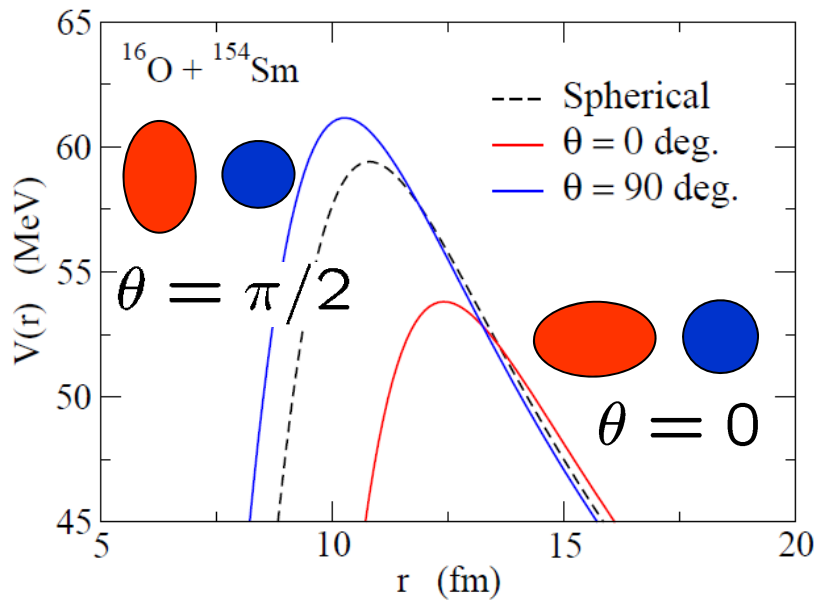 65
60
55
50
45
V(r) (MeV)
¹⁶O + ¹⁵⁴Sm
Spherical
θ = 0 deg.
θ = 90 deg.
θ = π/2
θ = 0
5
10
15
20
r (fm)